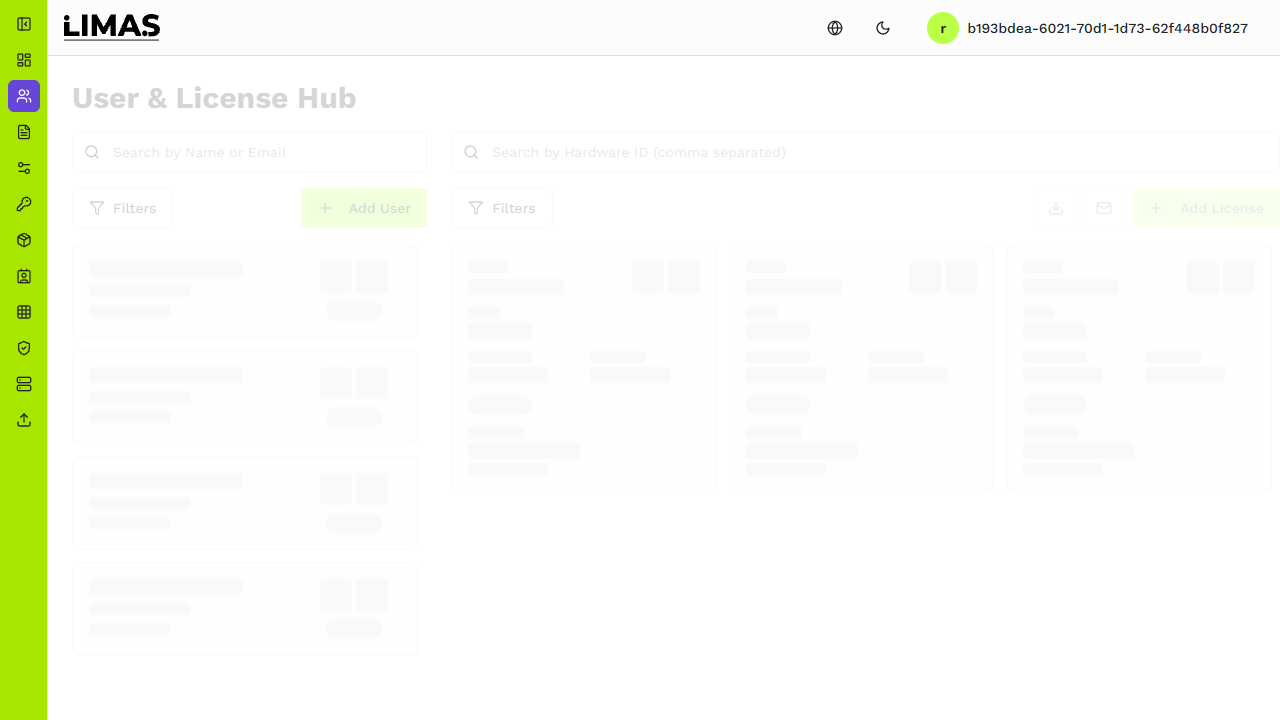 LIMAS
r
b193bdea-6021-70d1-1d73-62f448b0f827
User & License Hub
Search by Name or Email
Search by Hardware ID (comma separated)
Filters
Add User
Filters
Add License